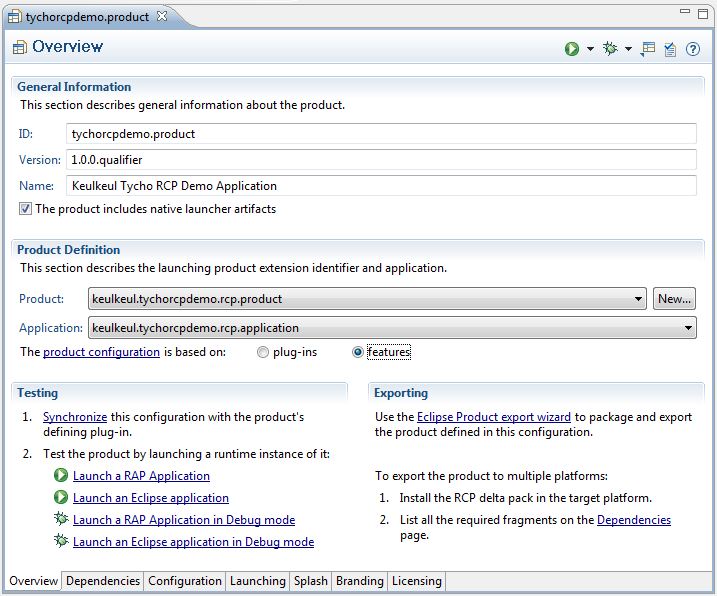 tychorcpdemo.product
Overview
General Information
This section describes general information about the product.
ID: tychorcpdemo.product
Version: 1.0.0.qualifier
Name: Keulkeul Tycho RCP Demo Application
The product includes native launcher artifacts
Product Definition
This section describes the launching product extension identifier and application.
Product: keulkeul.tychorcpdemo.rcp.product New...
Application: keulkeul.tychorcpdemo.rcp.application
The product configuration is based on: plug-ins features
Testing
1. Synchronize this configuration with the product's
defining plug-in.
2. Test the product by launching a runtime instance of it:
Launch a RAP Application
Launch an Eclipse application
Launch a RAP Application in Debug mode
Launch an Eclipse application in Debug mode
Exporting
Use the Eclipse Product export wizard to package and export
the product defined in this configuration.
To export the product to multiple platforms:
1. Install the RCP delta pack in the target platform.
2. List all the required fragments on the Dependencies
page.
Overview Dependencies Configuration Launching Splash Branding Licensing